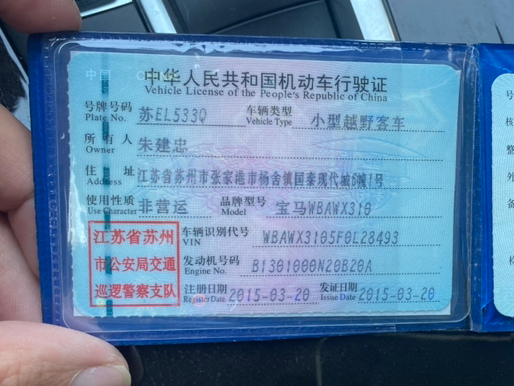 中华人民共和国机动车行驶证
Vehicle License of the People's Republic of China
号牌号码 苏EL533Q 车辆类型 小型越野客车
Plate No. Vehicle Type
所有人 朱建忠
Owner
住址 江苏省苏州市张家港市杨舍镇国泰现代城6幢1号
Address
使用性质 非营运 品牌型号 宝马WBAWX310
Use Character Model
江苏省苏州 车辆识别代号 WBAWX3105F0L28493
VIN
市公安局交通 发动机号码 B1301000N20B20A
Engine No.
巡逻警察支队 注册日期 2015-03-20 发证日期 2015-03-20
Register Date Issue Date